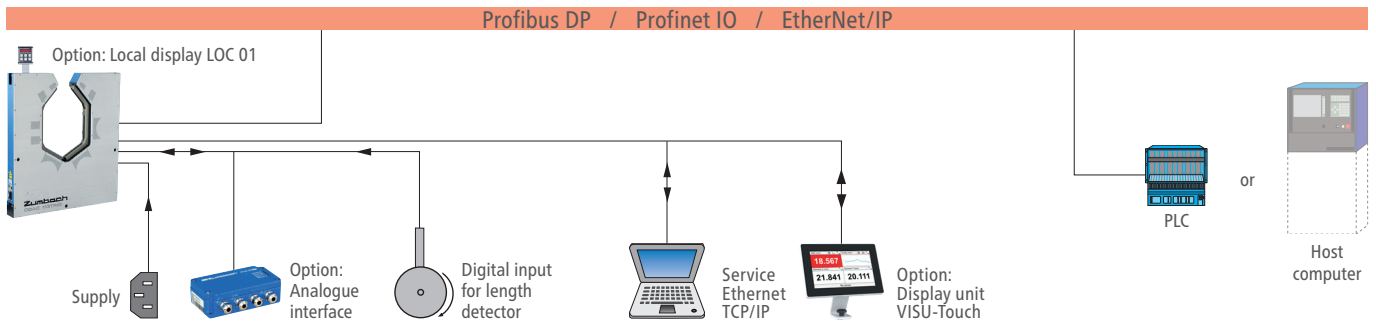 Profibus DP / Profinet IO / EtherNet/IP
Option: Local display LOC 01
Zumbach
Supply
Option:
Analogue
interface
Digital input
for length
detector
Service
Ethernet
TCP/IP
18.567
21.841 20.111
Option:
Display unit
VISU-Touch
PLC
or
Host
computer